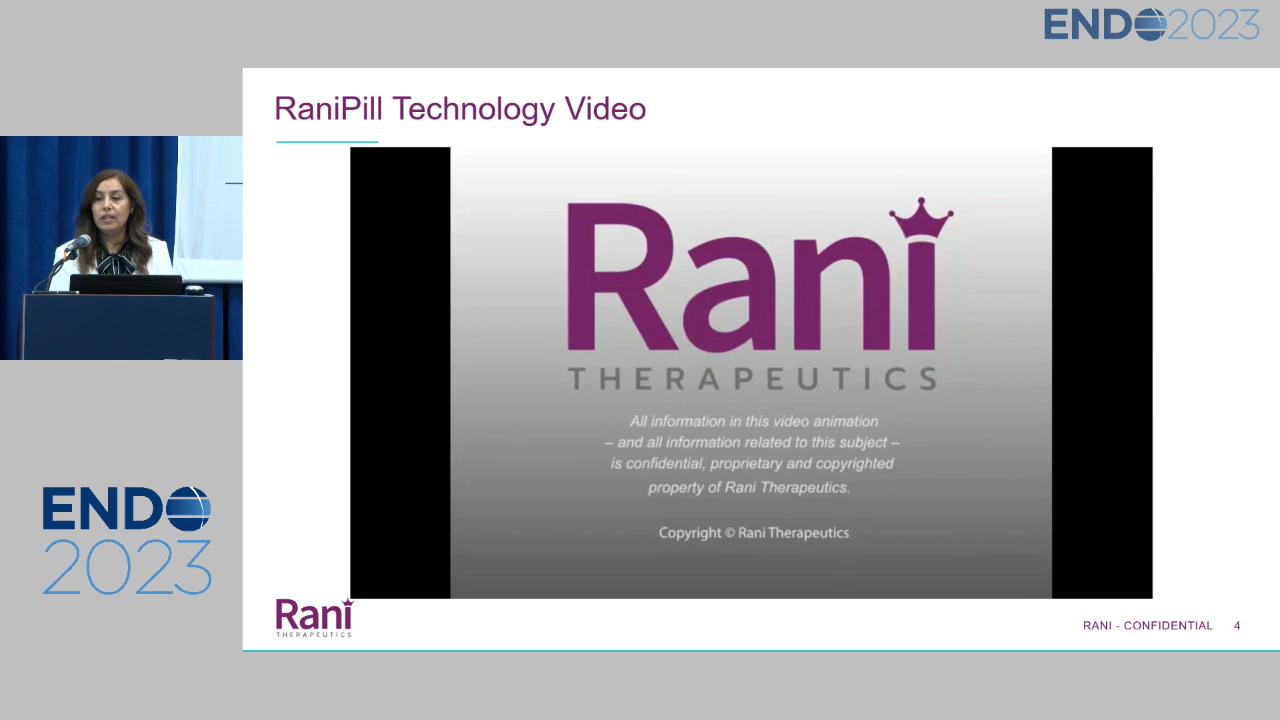 ENDO2023
RaniPill Technology Video
Rani
THERAPEUTICS
All information in this video animation
– and all information related to this subject –
is confidential, proprietary and copyrighted
property of Rani Therapeutics.
Copyright © Rani Therapeutics
ENDO
2023
Rani
THERAPEUTICS
RANI - CONFIDENTIAL 4